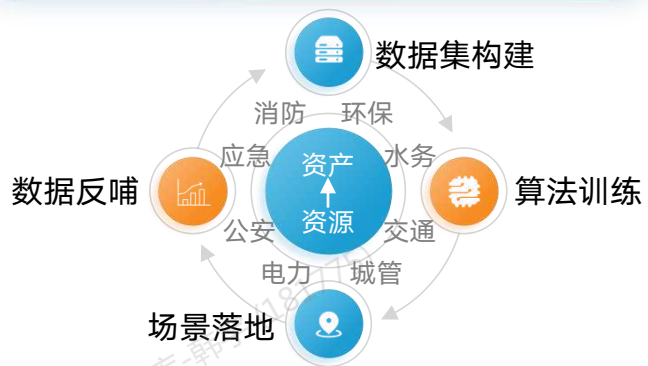 数据集构建
消防 环保
应急 水务
资产
数据反哺
算法训练
资源
公安 交通
电力 城管
场景落地